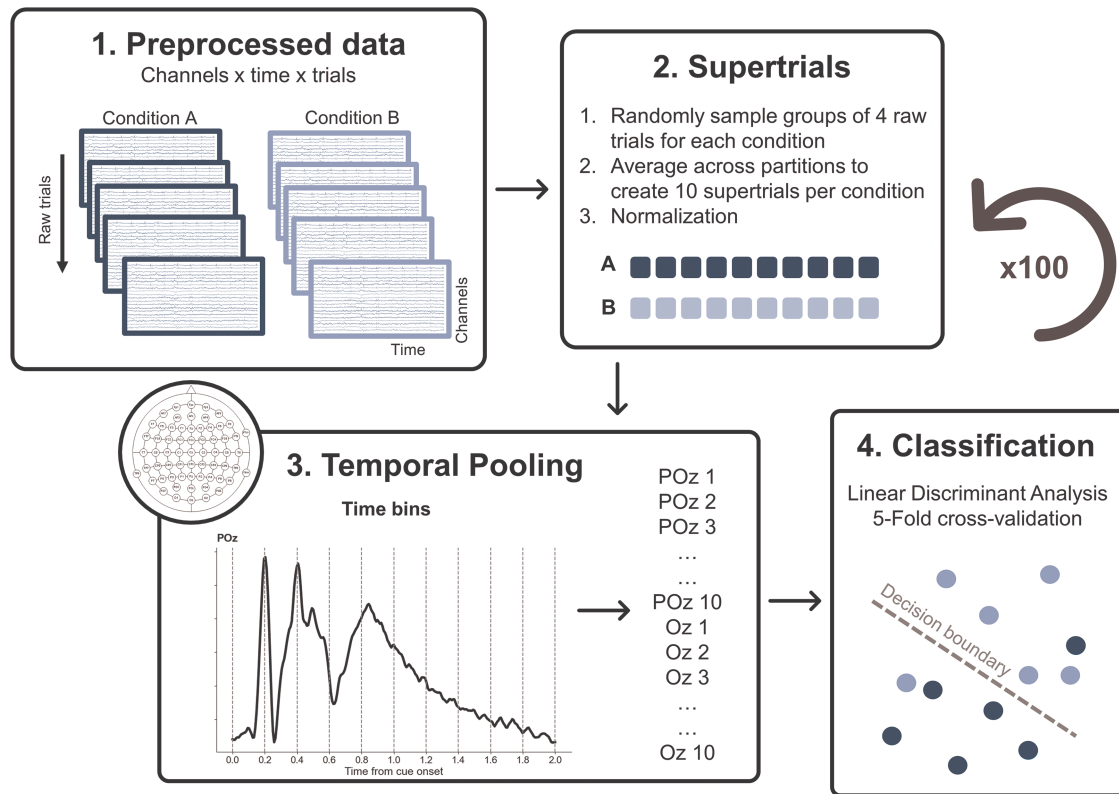 1. Preprocessed data
Channels x time x trials
Condition A
Condition B
Raw trials
Channels
Time
2. Supertrials
1. Randomly sample groups of 4 raw
trials for each condition
2. Average across partitions to
create 10 supertrials per condition
3. Normalization
A
B
x100
3. Temporal Pooling
Time bins
POz
0.0 0.2 0.4 0.6 0.8 1.0 1.2 1.4 1.6 1.8 2.0
Time from cue onset
POz 1
POz 2
POz 3
...
...
POz 10
Oz 1
Oz 2
Oz 3
...
...
Oz 10
4. Classification
Linear Discriminant Analysis
5-Fold cross-validation
Decision boundary